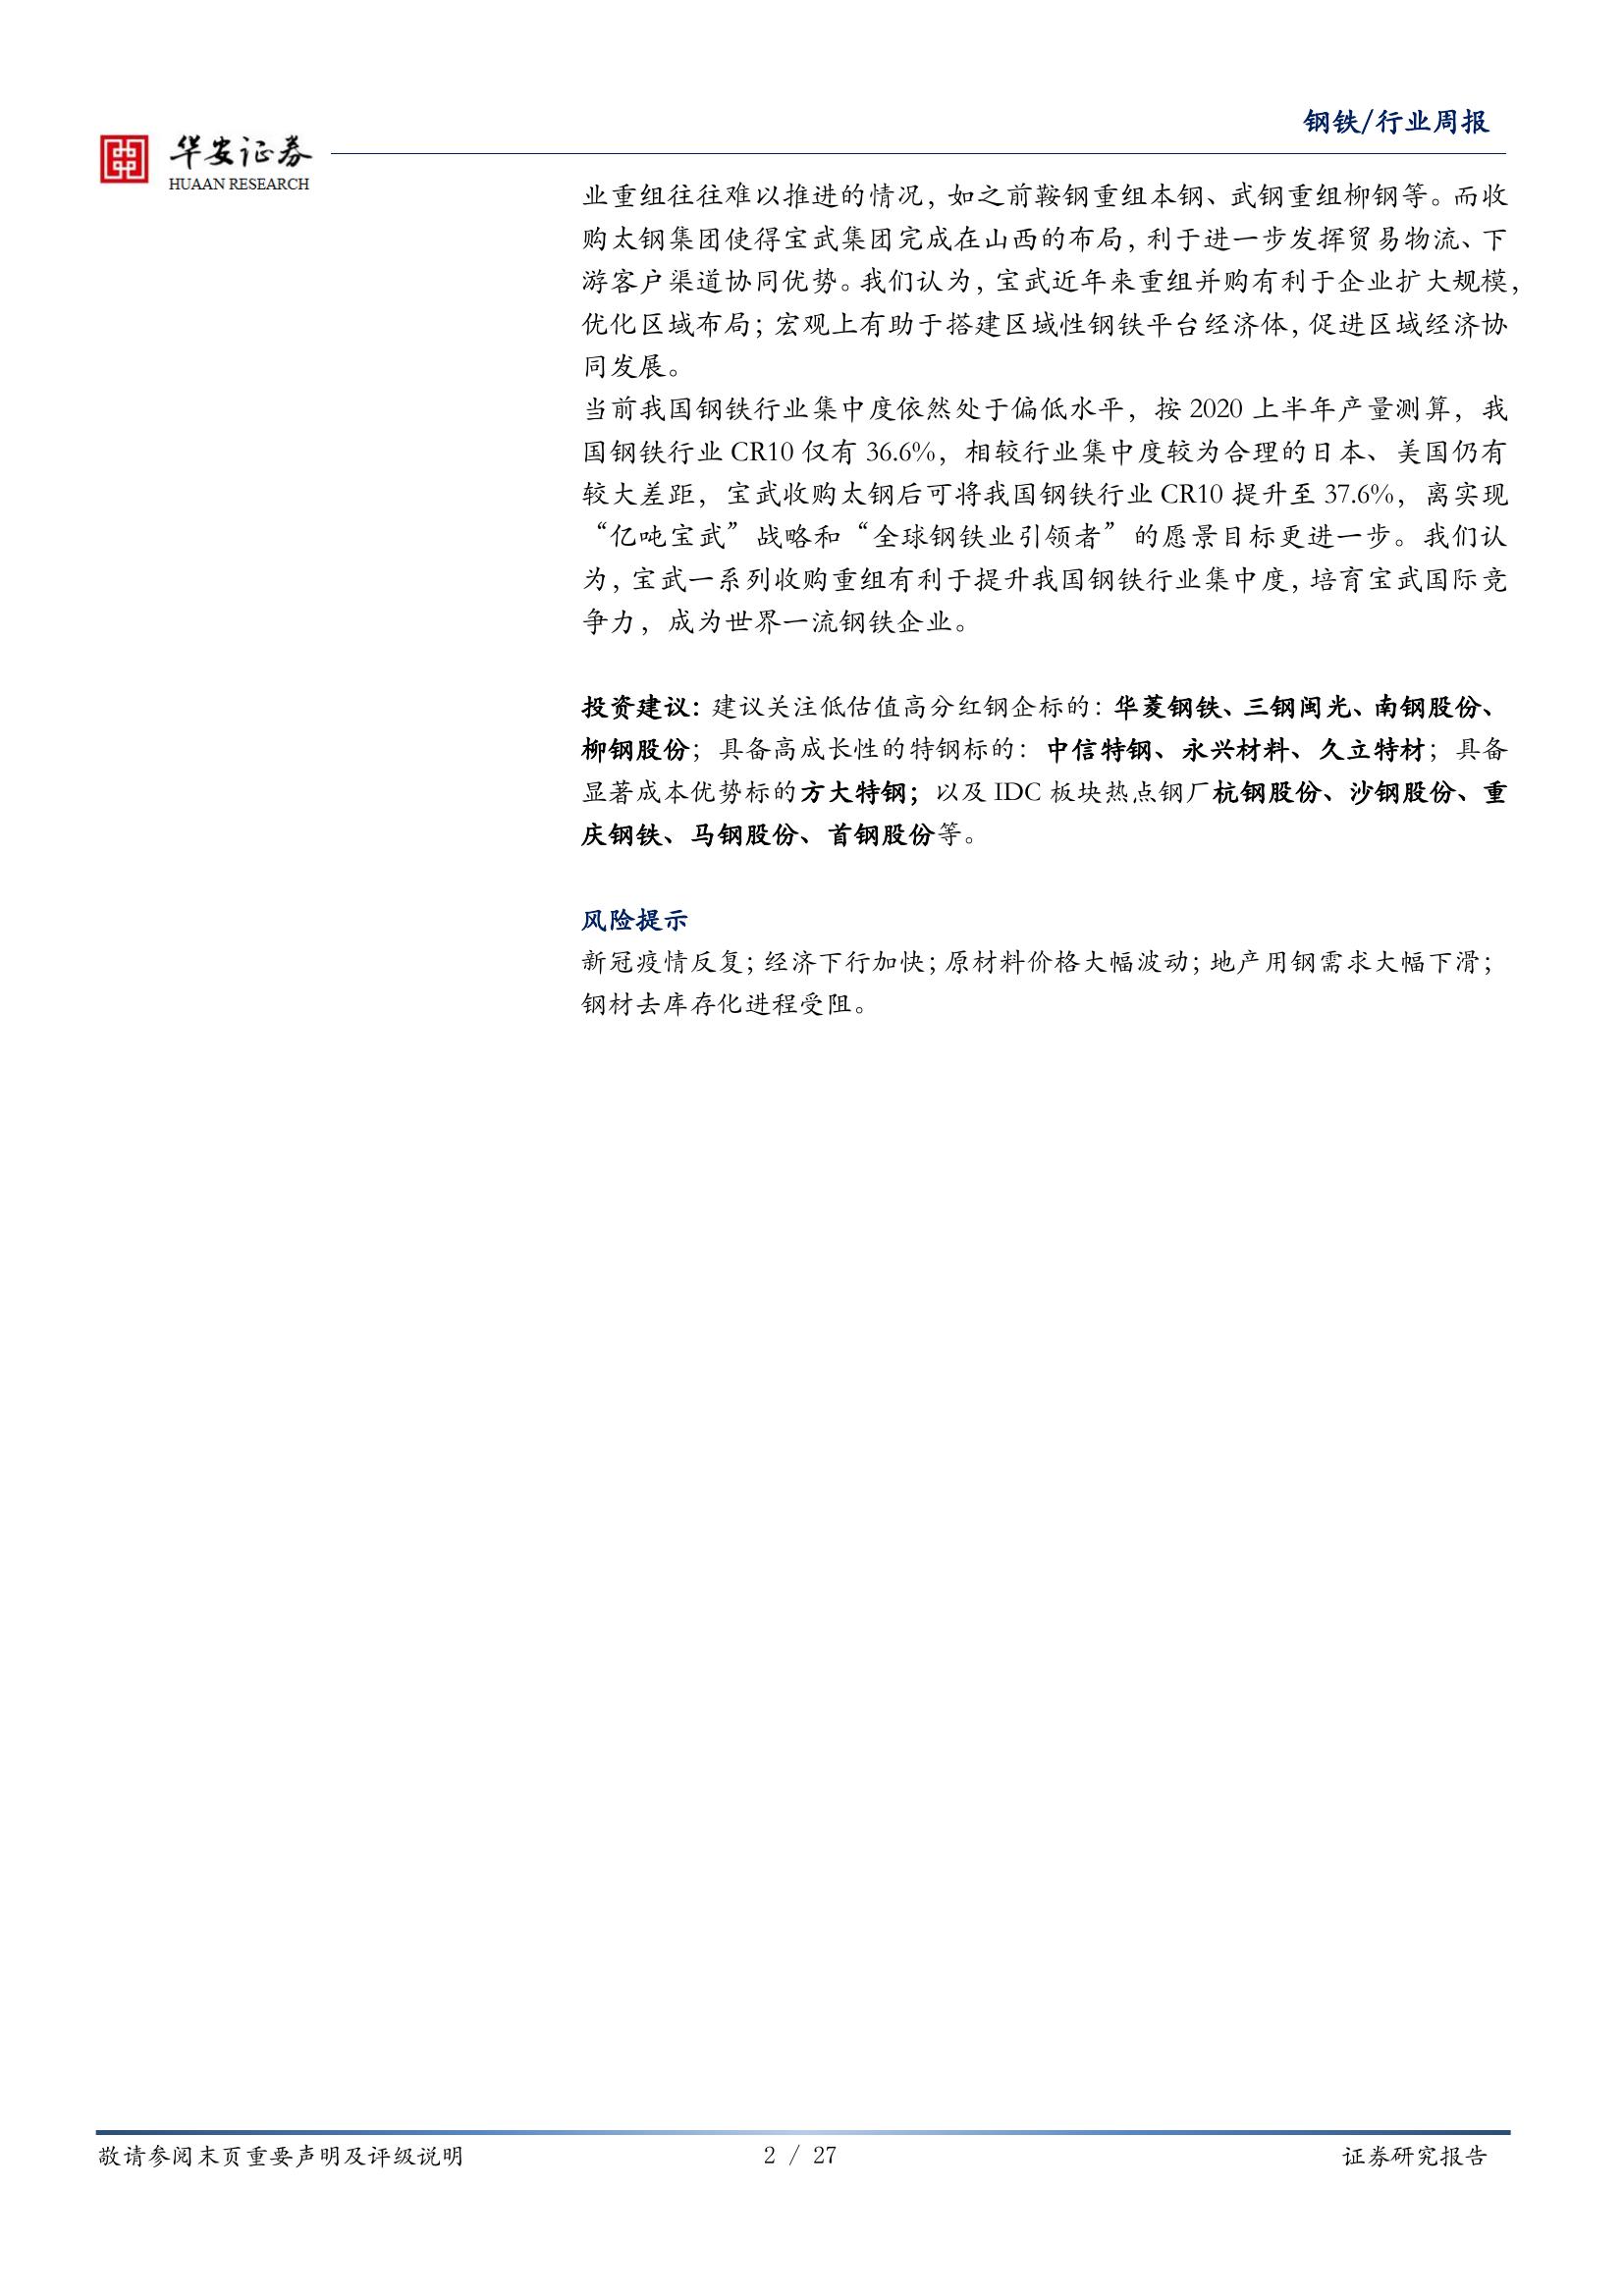 钢铁/行业周报
华安证券
HUAAN RESEARCH
业重组往往难以推进的情况，如之前鞍钢重组本钢、武钢重组柳钢等。而收
购太钢集团使得宝武集团完成在山西的布局，利于进一步发挥贸易物流、下
游客户渠道协同优势。我们认为，宝武近年来重组并购有利于企业扩大规模，
优化区域布局；宏观上有助于搭建区域性钢铁平台经济体，促进区域经济协
同发展。
当前我国钢铁行业集中度依然处于偏低水平，按 2020 上半年产量测算，我
国钢铁行业 CR10 仅有 36.6%，相较行业集中度较为合理的日本、美国仍有
较大差距，宝武收购太钢后可将我国钢铁行业 CR10 提升至 37.6%，离实现
“亿吨宝武”战略和“全球钢铁业引领者”的愿景目标更进一步。我们认
为，宝武一系列收购重组有利于提升我国钢铁行业集中度，培育宝武国际竞
争力，成为世界一流钢铁企业。
投资建议：建议关注低估值高分红钢企标的：华菱钢铁、三钢闽光、南钢股份、
柳钢股份；具备高成长性的特钢标的：中信特钢、永兴材料、久立特材；具备
显著成本优势标的方大特钢；以及 IDC 板块热点钢厂杭钢股份、沙钢股份、重
庆钢铁、马钢股份、首钢股份等。
风险提示
新冠疫情反复；经济下行加快；原材料价格大幅波动；地产用钢需求大幅下滑；
钢材去库存化进程受阻。
敬请参阅末页重要声明及评级说明
2 / 27
证券研究报告